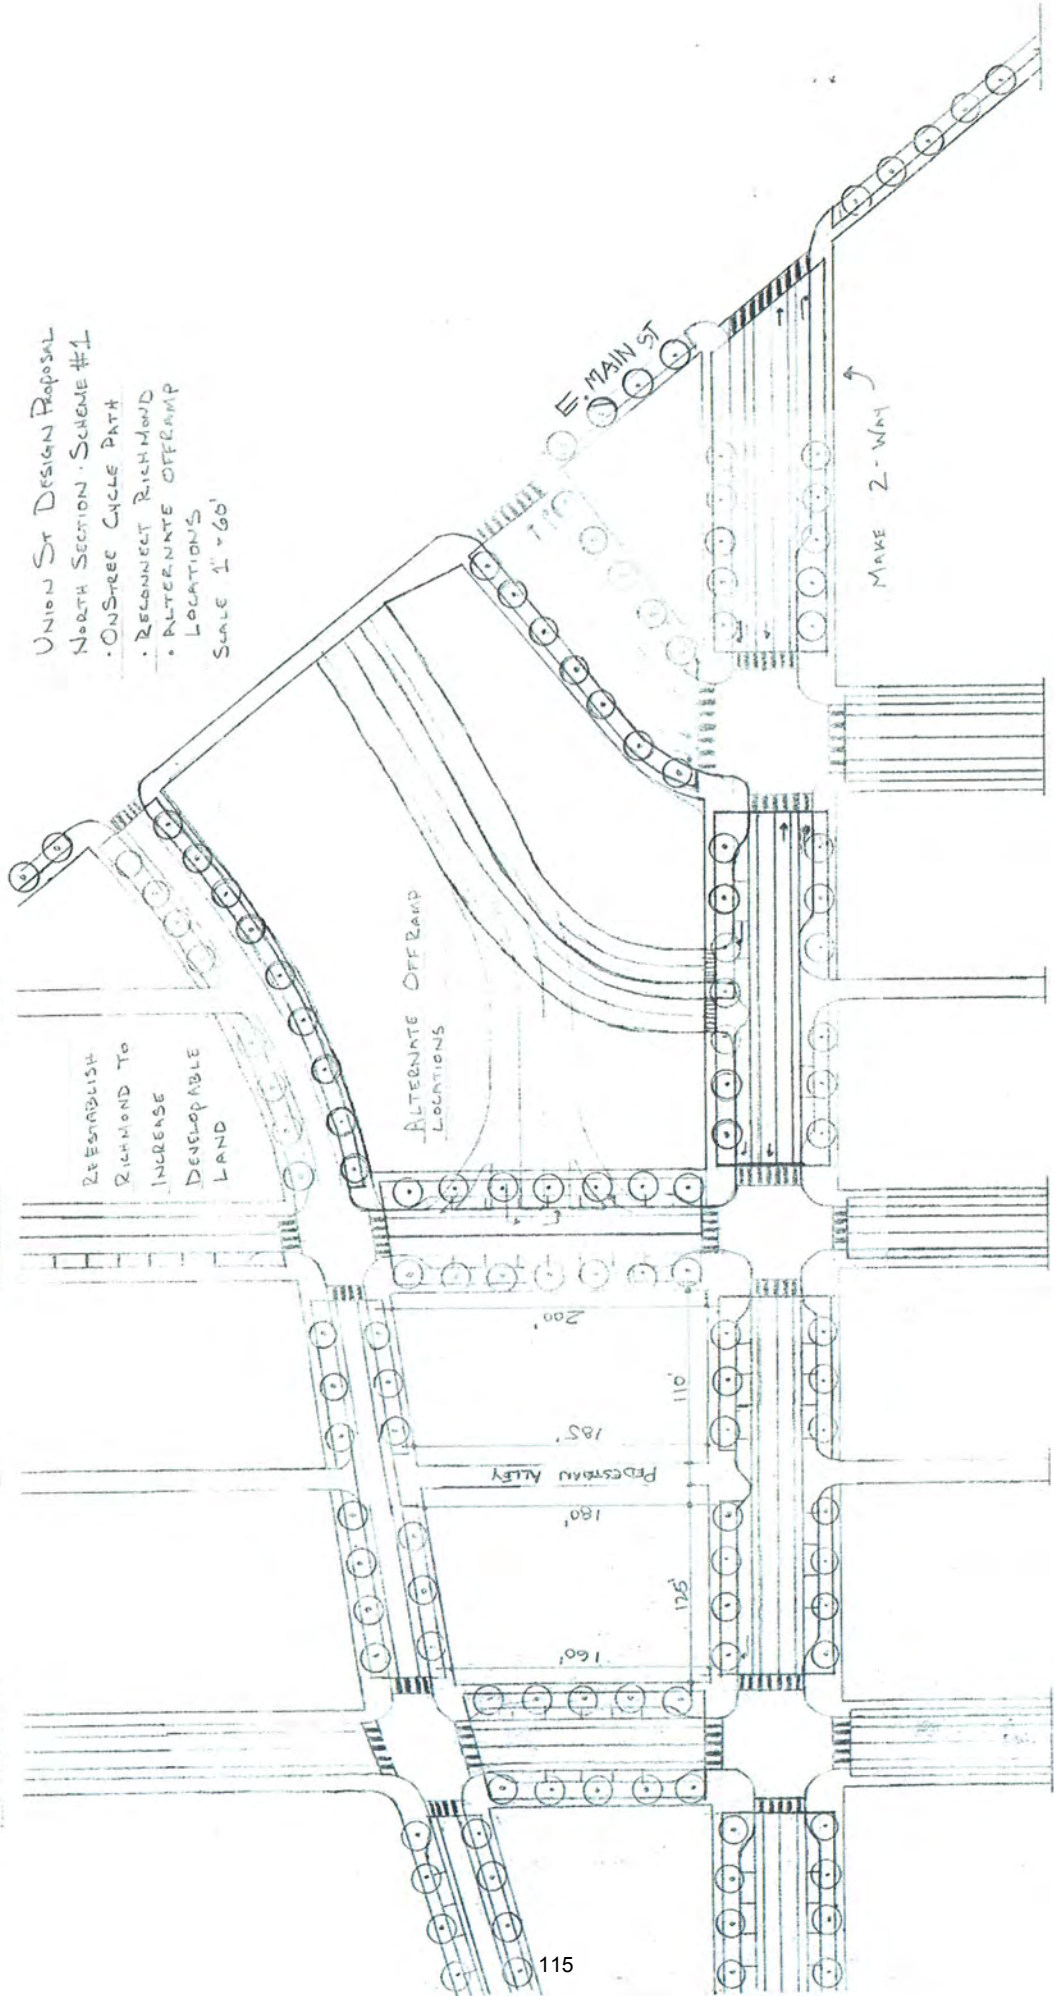 UNION ST DESIGN PROPOSAL
NORTH SECTION · SCHEME #1
· ONSTREE CYCLE PATH
· RECONNECT RICHMOND
· ALTERNATE OFFRAMP
LOCATIONS
SCALE 1" = 60'
E. MAIN ST
MAKE 2-WAY
REESTABLISH
RICHMOND TO
INCREASE
DEVELOPABLE
LAND
ALTERNATE OFFRAMP
LOCATIONS
200'
110'
185'
PEDESTRIAN ALLEY
180'
125'
160'
115